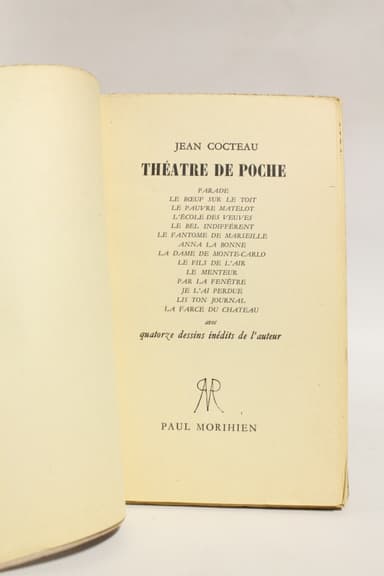 JEAN COCTEAU
THÉATRE DE POCHE
PARADE
LE BŒUF SUR LE TOIT
LE PAUVRE MATELOT
L'ÉCOLE DES VEUVES
LE BEL INDIFFÉRENT
LE FANTOME DE MARSEILLE
ANNA LA BONNE
LA DAME DE MONTE-CARLO
LE FILS DE L'AIR
LE MENTEUR
PAR LA FENÊTRE
JE L'AI PERDUE
LIS TON JOURNAL
LA FARCE DU CHATEAU
avec
quatorze dessins inédits de l'auteur
PAUL MORIHIEN